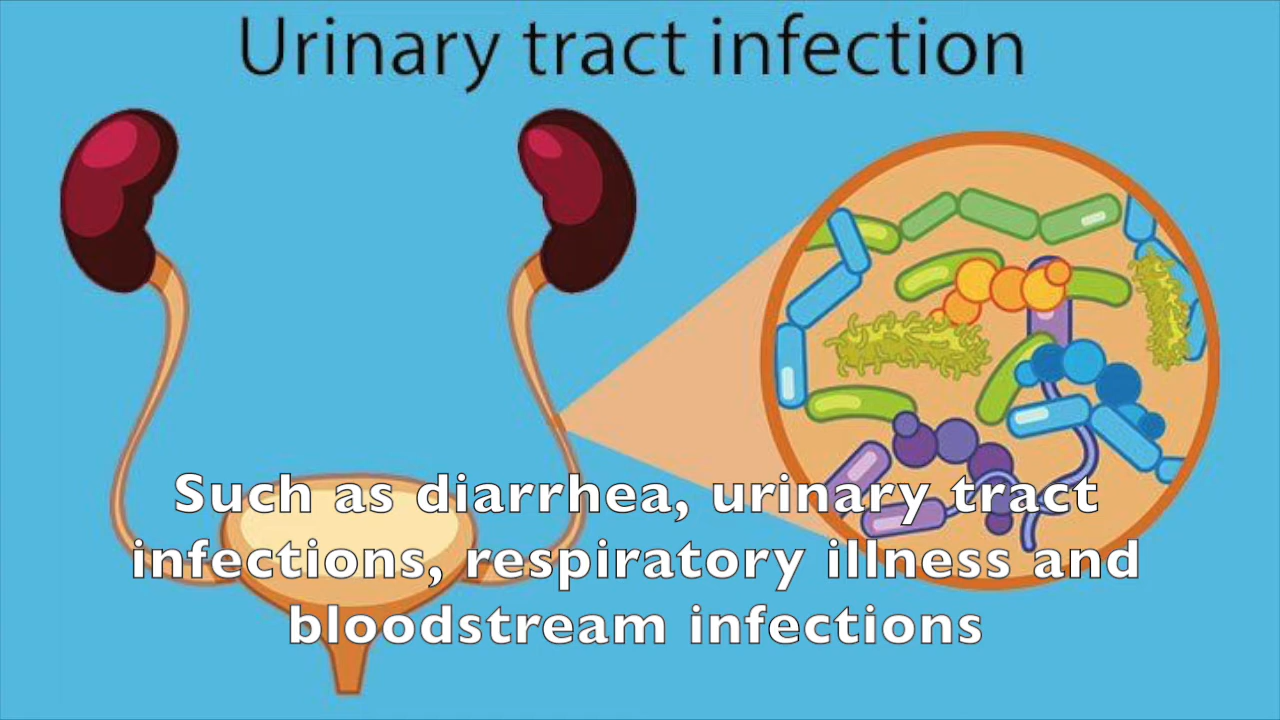 Urinary tract infection
Such as diarrhea, urinary tract
infections, respiratory illness and
bloodstream infections